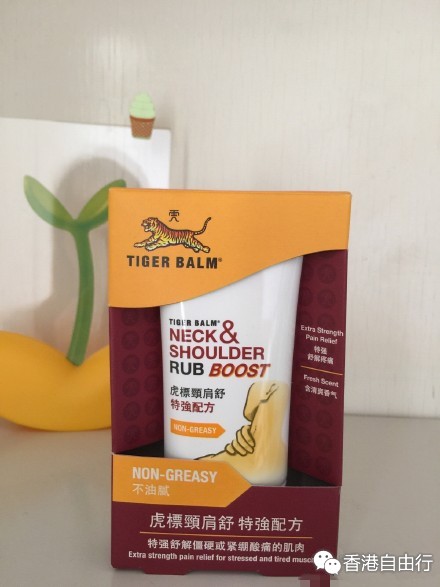 虎
TIGER BALM®
TIGER BALM®
NECK &
SHOULDER
RUB BOOST
虎標頸肩舒
特強配方
NON-GREASY
Extra Strength
Pain Relief
特強
舒解疼痛
Fresh Scent
含清爽香气
NON-GREASY
不油膩
虎標頸肩舒 特強配方
特強舒解僵硬或緊繃酸痛的肌肉
Extra strength pain relief for stressed and tired muscl
香港自由行